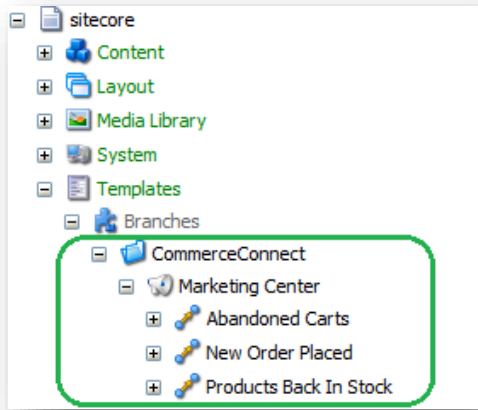 sitecore
Content
Layout
Media Library
System
Templates
Branches
CommerceConnect
Marketing Center
Abandoned Carts
New Order Placed
Products Back In Stock